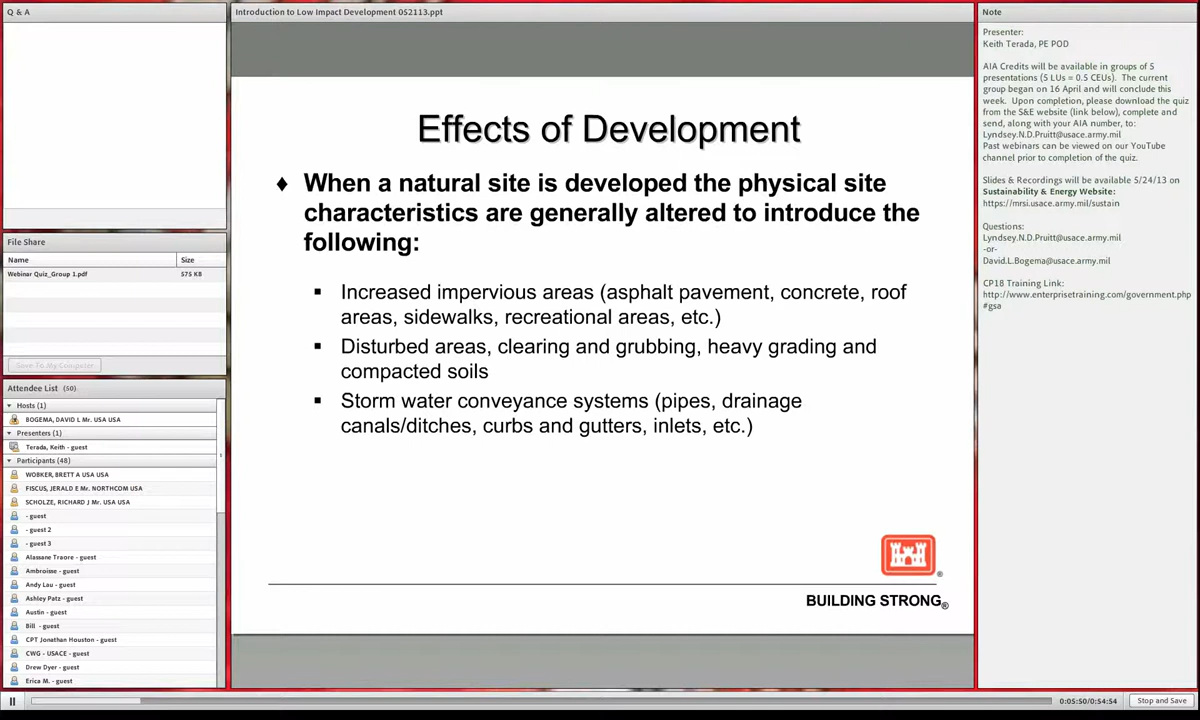 Q & A
File Share
Name Size
Webinar Quiz_Group 1.pdf 575 KB
Save To My Computer
Attendee List (50)
Hosts (1)
BOGEMA, DAVID L Mr. USA USA
Presenters (1)
Terada, Keith - guest
Participants (48)
WOBKER, BRETT A USA USA
FISCUS, JERALD E Mr. NORTHCOM USA
SCHOLZE, RICHARD J Mr. USA USA
- guest
- guest 2
- guest 3
Alassane Traore - guest
Ambroisse - guest
Andy Lau - guest
Ashley Patz - guest
Austin - guest
Bill - guest
CPT Jonathan Houston - guest
CWG - USACE - guest
Drew Dyer - guest
Erica M. - guest
Introduction to Low Impact Development 052113.ppt
Effects of Development
♦ When a natural site is developed the physical site
characteristics are generally altered to introduce the
following:
▪ Increased impervious areas (asphalt pavement, concrete, roof
areas, sidewalks, recreational areas, etc.)
▪ Disturbed areas, clearing and grubbing, heavy grading and
compacted soils
▪ Storm water conveyance systems (pipes, drainage
canals/ditches, curbs and gutters, inlets, etc.)
®
BUILDING STRONG®
Note
Presenter:
Keith Terada, PE POD
AIA Credits will be available in groups of 5
presentations (5 LUs = 0.5 CEUs). The current
group began on 16 April and will conclude this
week. Upon completion, please download the quiz
from the S&E website (link below), complete and
send, along with your AIA number, to:
Lyndsey.N.D.Pruitt@usace.army.mil
Past webinars can be viewed on our YouTube
channel prior to completion of the quiz.
Slides & Recordings will be available 5/24/13 on
Sustainability & Energy Website:
https://mrsi.usace.army.mil/sustain
Questions:
Lyndsey.N.D.Pruitt@usace.army.mil
-or-
David.L.Bogema@usace.army.mil
CP18 Training Link:
http://www.enterprisetraining.com/government.php
#gsa
0:05:50/0:54:54
Stop and Save